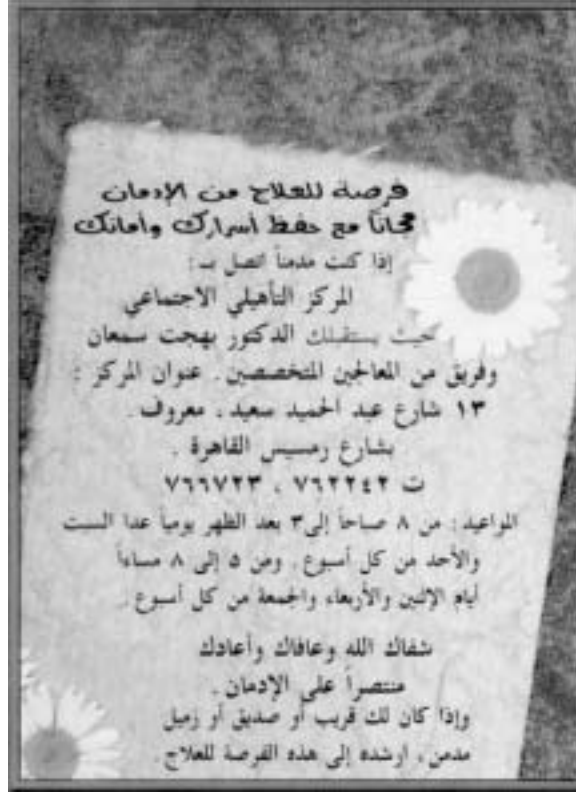 فرصة للعلاج من الإدمان
مجاناً مع حفظ أسرارك وأمانك
إذا كنت مدمناً اتصل بـ :
المركز التأهيلي الاجتماعي
حيث يستقبلك الدكتور بهجت سمعان
وفريق من المعالجين المتخصصين . عنوان المركز :
١٣ شارع عبد الحميد سعيد ، معروف .
بشارع رمسيس القاهرة .
ت ٧٦٢٢٤٢ ، ٧٦٦٧٢٣
المواعيد : من ٨ صباحاً إلى ٣ بعد الظهر يومياً عدا السبت
والأحد من كل أسبوع . ومن ٥ إلى ٨ مساءاً
أيام الإثنين والأربعاء والجمعة من كل أسبوع .
شفاك الله وعافاك وأعادك
منتصراً على الإدمان .
وإذا كان لك قريب أو صديق أو زميل
مدمن ، ارشده إلى هذه الفرصة للعلاج .